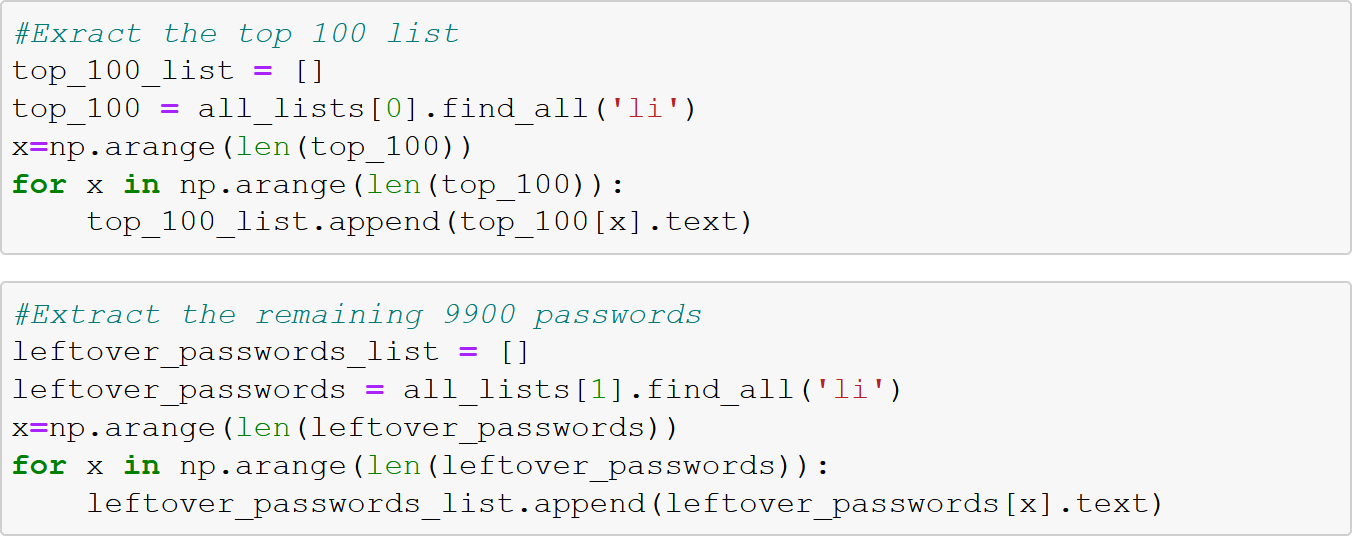 #Exract the top 100 list
top_100_list = []
top_100 = all_lists[0].find_all('li')
x=np.arange(len(top_100))
for x in np.arange(len(top_100)):
    top_100_list.append(top_100[x].text)
#Extract the remaining 9900 passwords
leftover_passwords_list = []
leftover_passwords = all_lists[1].find_all('li')
x=np.arange(len(leftover_passwords))
for x in np.arange(len(leftover_passwords)):
    leftover_passwords_list.append(leftover_passwords[x].text)